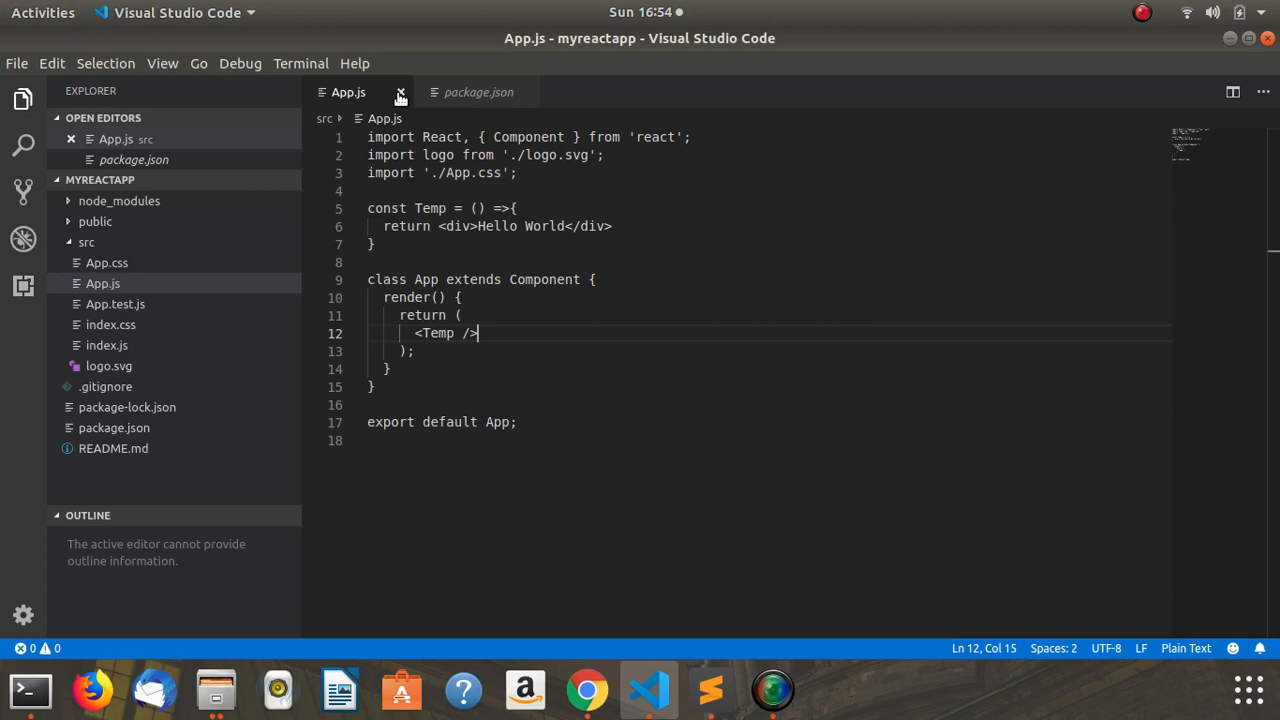 Activities
Visual Studio Code
Sun 16:54
App.js - myreactapp - Visual Studio Code
File Edit Selection View Go Debug Terminal Help
EXPLORER
OPEN EDITORS
App.js src
package.json
MYREACTAPP
node_modules
public
src
App.css
App.js
App.test.js
index.css
index.js
logo.svg
.gitignore
package-lock.json
package.json
README.md
OUTLINE
The active editor cannot provide
outline information.
App.js
package.json
src App.js
1 import React, { Component } from 'react';
2 import logo from './logo.svg';
3 import './App.css';
4
5 const Temp = () =>{
6 return <div>Hello World</div>
7 }
8
9 class App extends Component {
10 render() {
11 return (
12 <Temp />
13 );
14 }
15 }
16
17 export default App;
18
0 0
Ln 12, Col 15 Spaces: 2 UTF-8 LF Plain Text